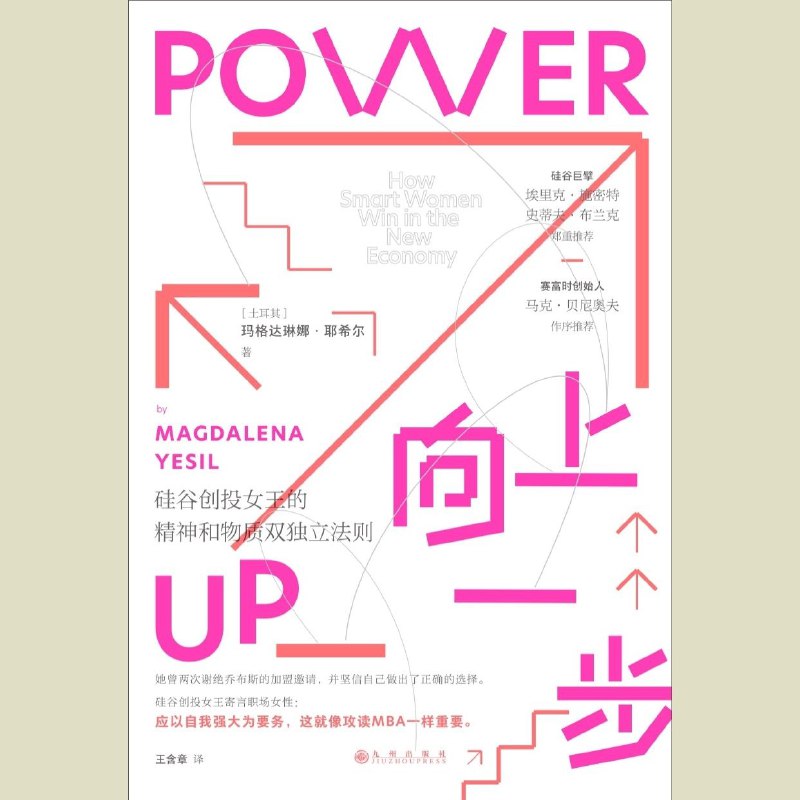 POWER
How
Smart Women
Win in the
New
Economy
硅谷巨擘
埃里克·施密特
史蒂夫·布兰克
郑重推荐
赛富时创始人
马克·贝尼奥夫
作序推荐
[土耳其]
玛格达琳娜·耶希尔
著
by
MAGDALENA
YESIL
向上
一步
硅谷创投女王的
精神和物质双独立法则
UP
她曾两次谢绝乔布斯的加盟邀请,并坚信自己做出了正确的选择。
硅谷创投女王寄言职场女性:
应以自我强大为要务,这就像攻读MBA一样重要。
王含章 译
九州出版社
JIUZHOUPRESS